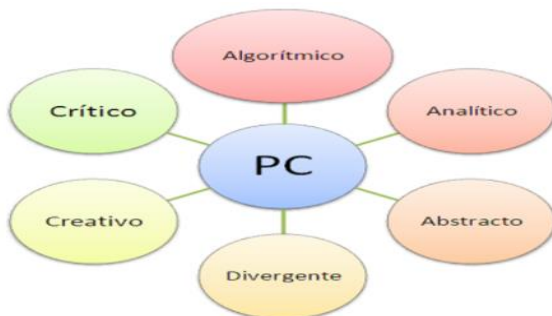 Algorítmico
Crítico
Analítico
PC
Creativo
Abstracto
Divergente